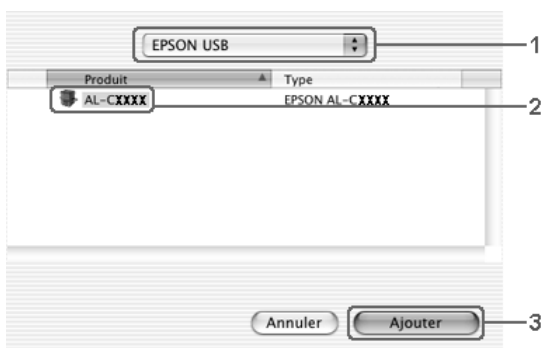 EPSON USB 1
Produit Type
AL-CXXXX EPSON AL-CXXXX 2
Annuler Ajouter 3